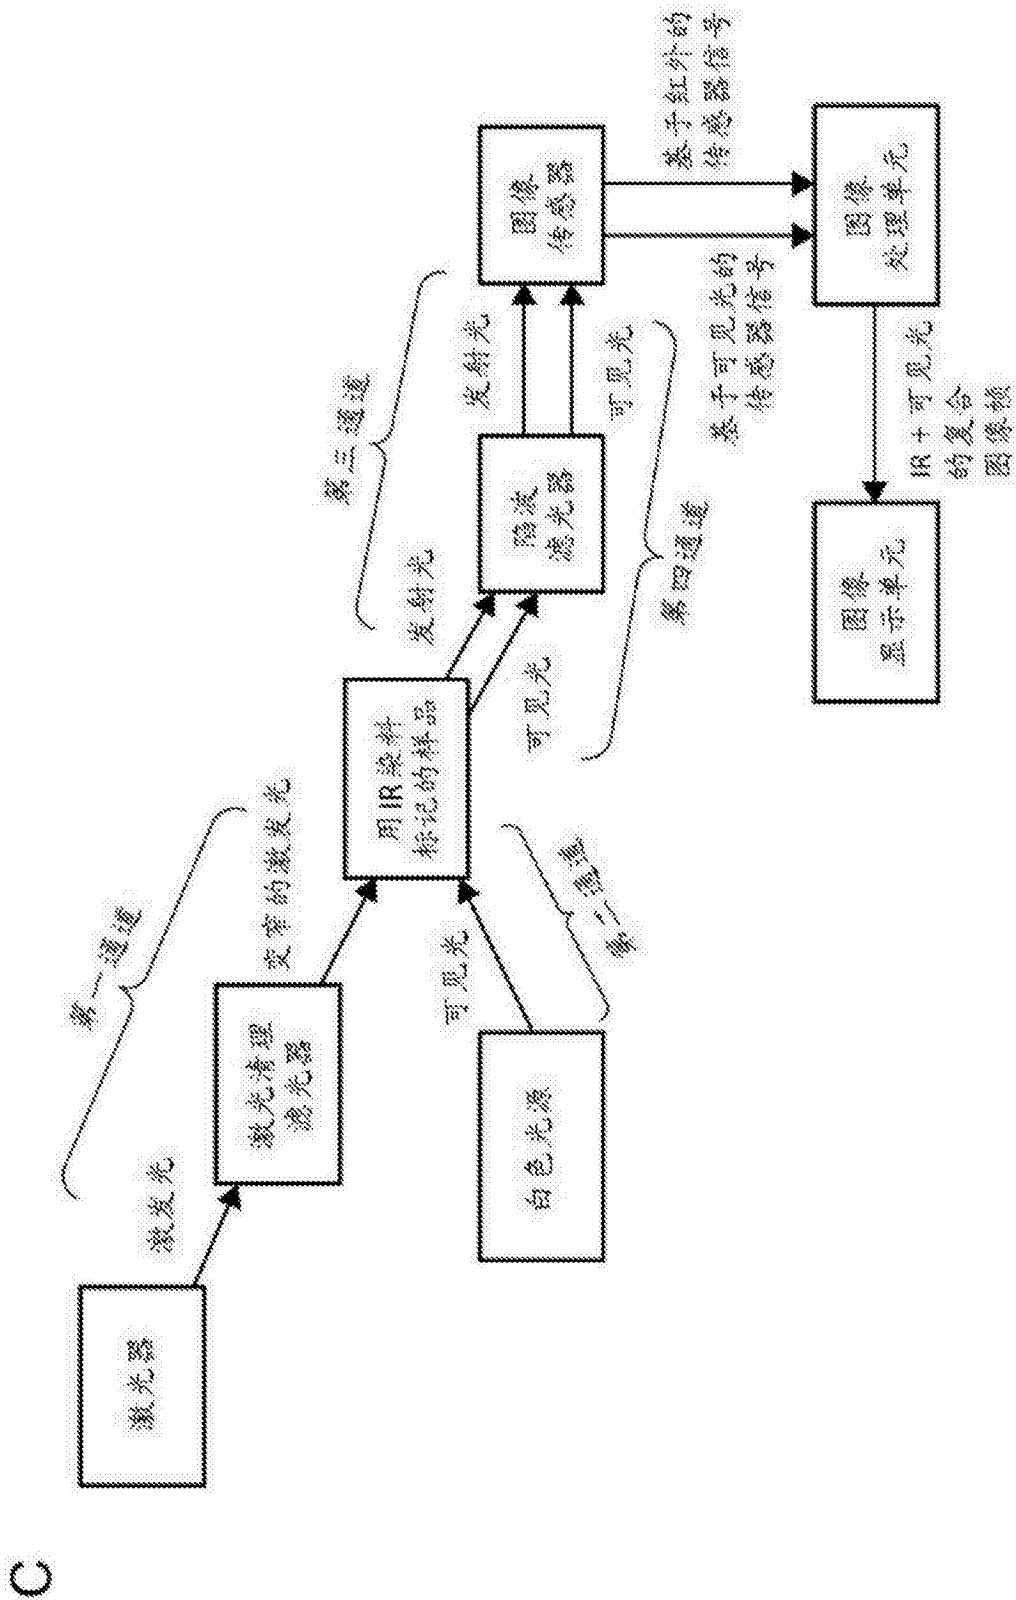 C
激光器
激发光
激光清理
滤光器
第一通道
变窄的激发光
白色光源
可见光
第二通道
用IR染料
标记的样品
发射光
可见光
第三通道
陷波
滤光器
第四通道
发射光
可见光
图像
传感器
基于可见光的
传感器信号
基于红外的
传感器信号
图像
处理单元
IR+可见光
的复合
图像帧
图像
显示单元